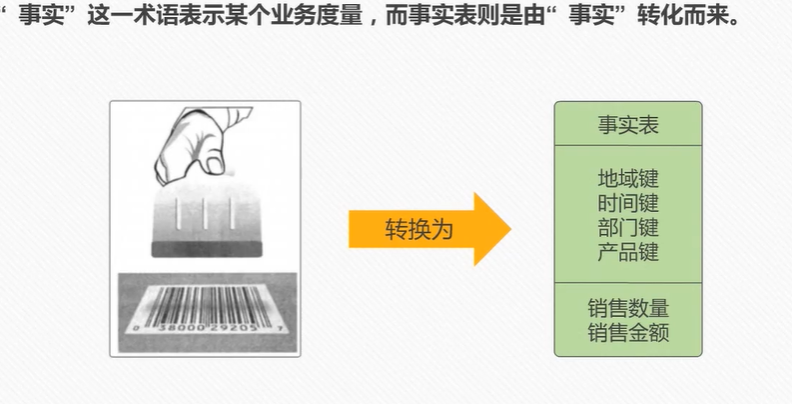 “ 事实” 这一术语表示某个业务度量，而事实表则是由“ 事实” 转化而来。
转换为
事实表
地域键
时间键
部门键
产品键
销售数量
销售金额
0 38000 29205 7